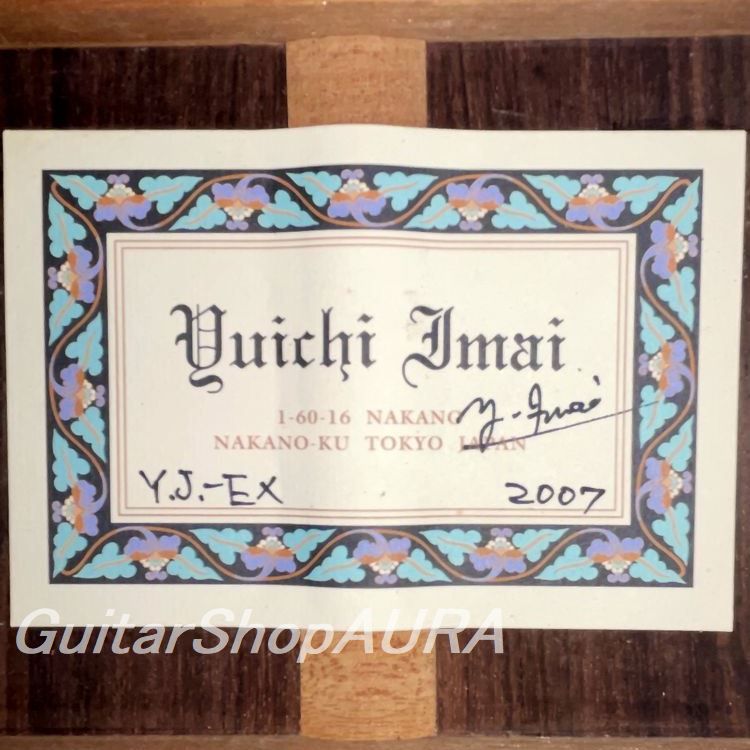 Yuichi Imai
1-60-16 NAKANO
NAKANO-KU TOKYO JAPAN
y. Imai
Y.J.-EX
2007
GuitarShopAURA